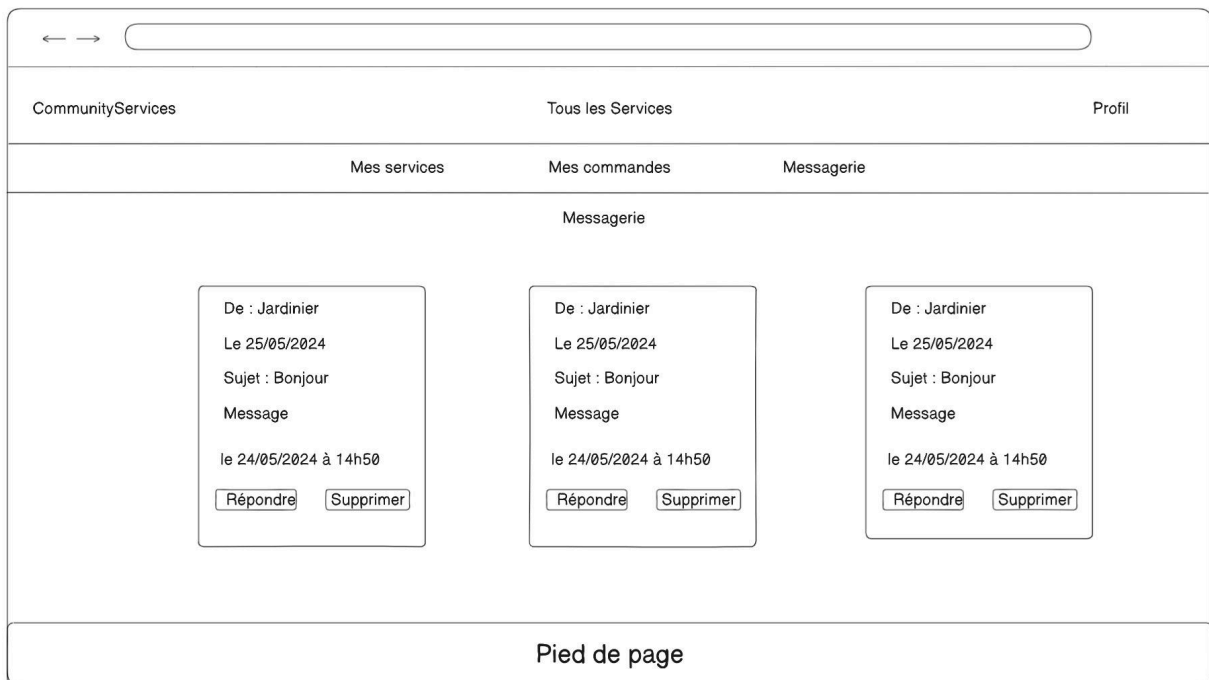 CommunityServices Tous les Services Profil
Mes services Mes commandes Messagerie
Messagerie
De : Jardinier
Le 25/05/2024
Sujet : Bonjour
Message
le 24/05/2024 à 14h50
Répondre Supprimer
De : Jardinier
Le 25/05/2024
Sujet : Bonjour
Message
le 24/05/2024 à 14h50
Répondre Supprimer
De : Jardinier
Le 25/05/2024
Sujet : Bonjour
Message
le 24/05/2024 à 14h50
Répondre Supprimer
Pied de page